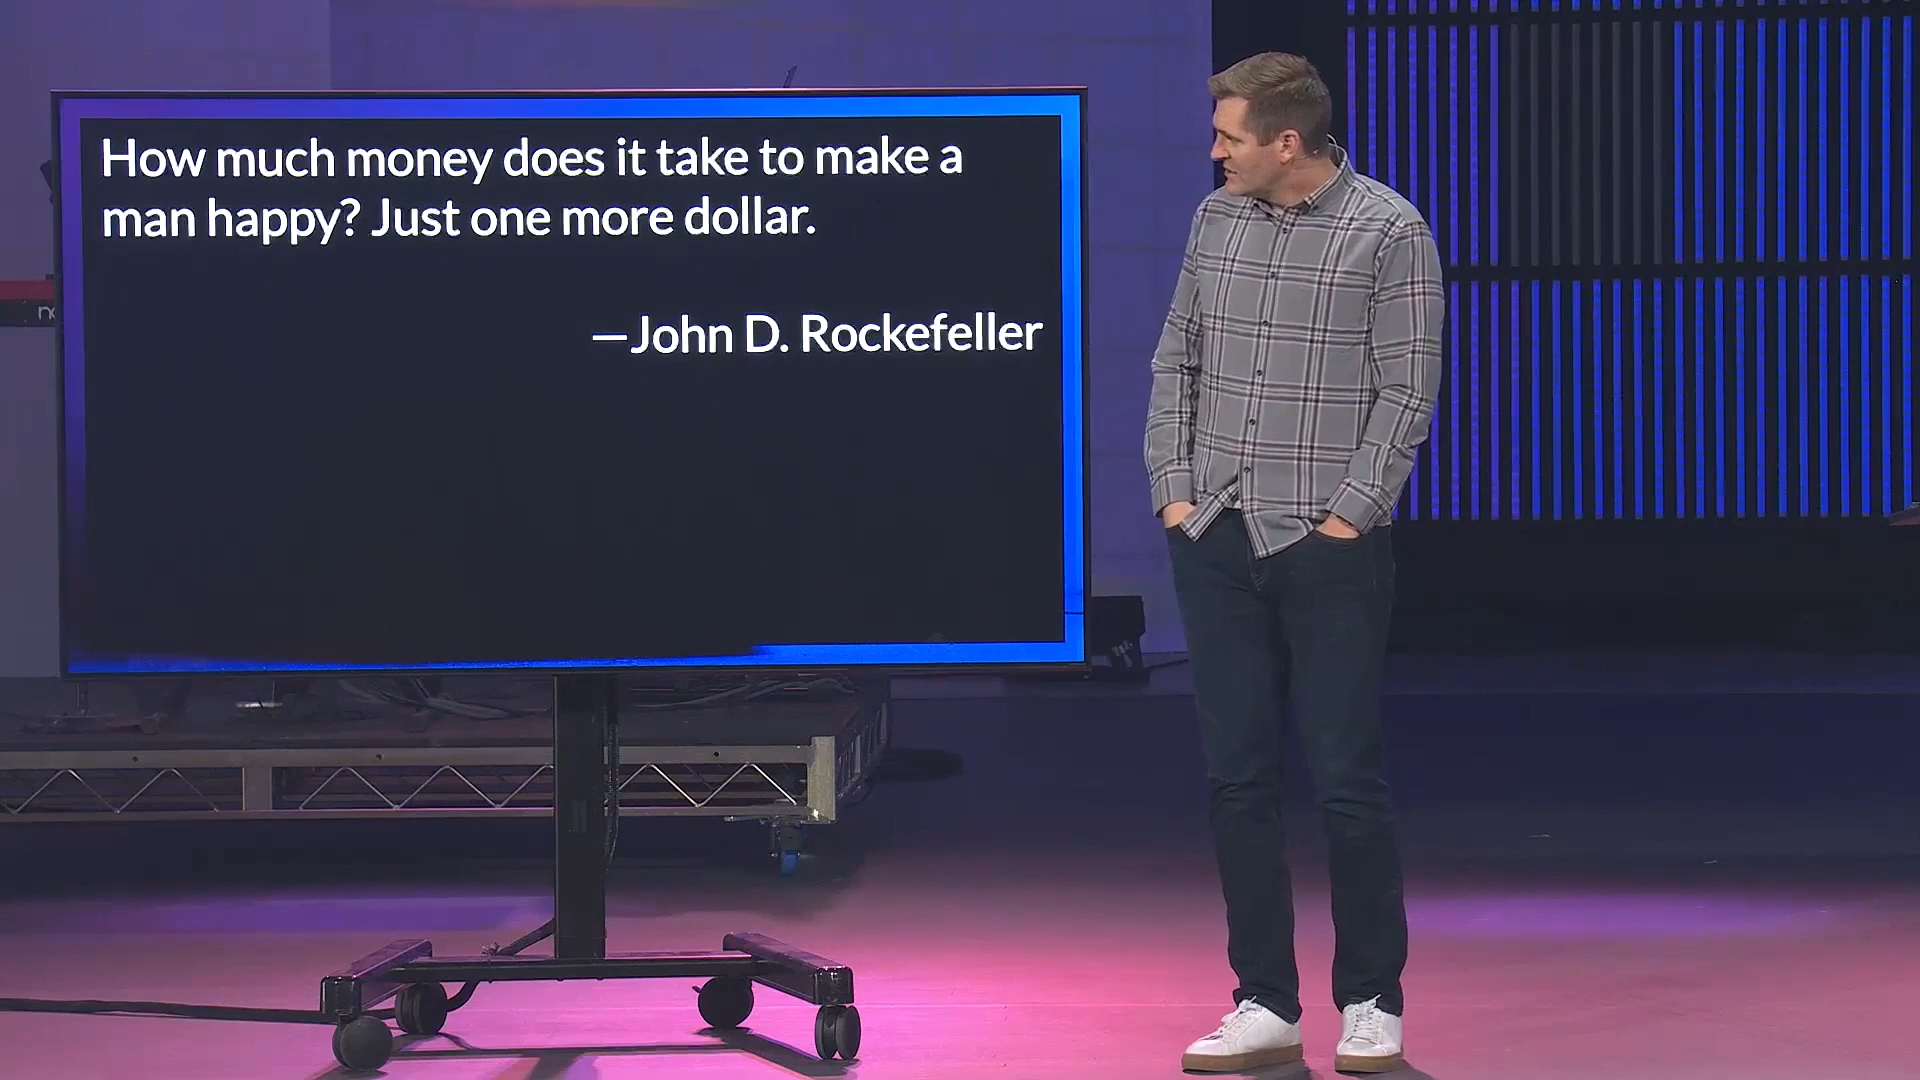 How much money does it take to make a
man happy? Just one more dollar.
—John D. Rockefeller